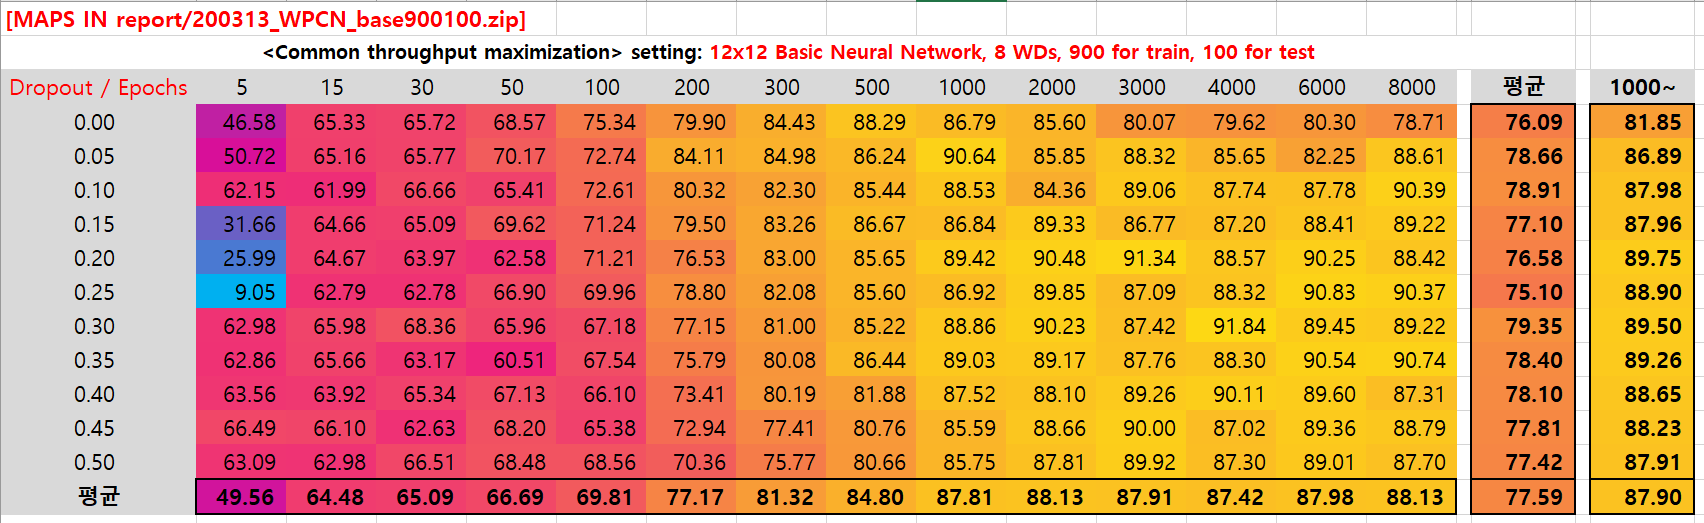 [MAPS IN report/200313_WPCN_base900100.zip]
<Common throughput maximization> setting: 12x12 Basic Neural Network, 8 WDs, 900 for train, 100 for test
Dropout / Epochs 5 15 30 50 100 200 300 500 1000 2000 3000 4000 6000 8000 평균 1000~
0.00 46.58 65.33 65.72 68.57 75.34 79.90 84.43 88.29 86.79 85.60 80.07 79.62 80.30 78.71 76.09 81.85
0.05 50.72 65.16 65.77 70.17 72.74 84.11 84.98 86.24 90.64 85.85 88.32 85.65 82.25 88.61 78.66 86.89
0.10 62.15 61.99 66.66 65.41 72.61 80.32 82.30 85.44 88.53 84.36 89.06 87.74 87.78 90.39 78.91 87.98
0.15 31.66 64.66 65.09 69.62 71.24 79.50 83.26 86.67 86.84 89.33 86.77 87.20 88.41 89.22 77.10 87.96
0.20 25.99 64.67 63.97 62.58 71.21 76.53 83.00 85.65 89.42 90.48 91.34 88.57 90.25 88.42 76.58 89.75
0.25 9.05 62.79 62.78 66.90 69.96 78.80 82.08 85.60 86.92 89.85 87.09 88.32 90.83 90.37 75.10 88.90
0.30 62.98 65.98 68.36 65.96 67.18 77.15 81.00 85.22 88.86 90.23 87.42 91.84 89.45 89.22 79.35 89.50
0.35 62.86 65.66 63.17 60.51 67.54 75.79 80.08 86.44 89.03 89.17 87.76 88.30 90.54 90.74 78.40 89.26
0.40 63.56 63.92 65.34 67.13 66.10 73.41 80.19 81.88 87.52 88.10 89.26 90.11 89.60 87.31 78.10 88.65
0.45 66.49 66.10 62.63 68.20 65.38 72.94 77.41 80.76 85.59 88.66 90.00 87.02 89.36 88.79 77.81 88.23
0.50 63.09 62.98 66.51 68.48 68.56 70.36 75.77 80.66 85.75 87.81 89.92 87.30 89.01 87.70 77.42 87.91
평균 49.56 64.48 65.09 66.69 69.81 77.17 81.32 84.80 87.81 88.13 87.91 87.42 87.98 88.13 77.59 87.90